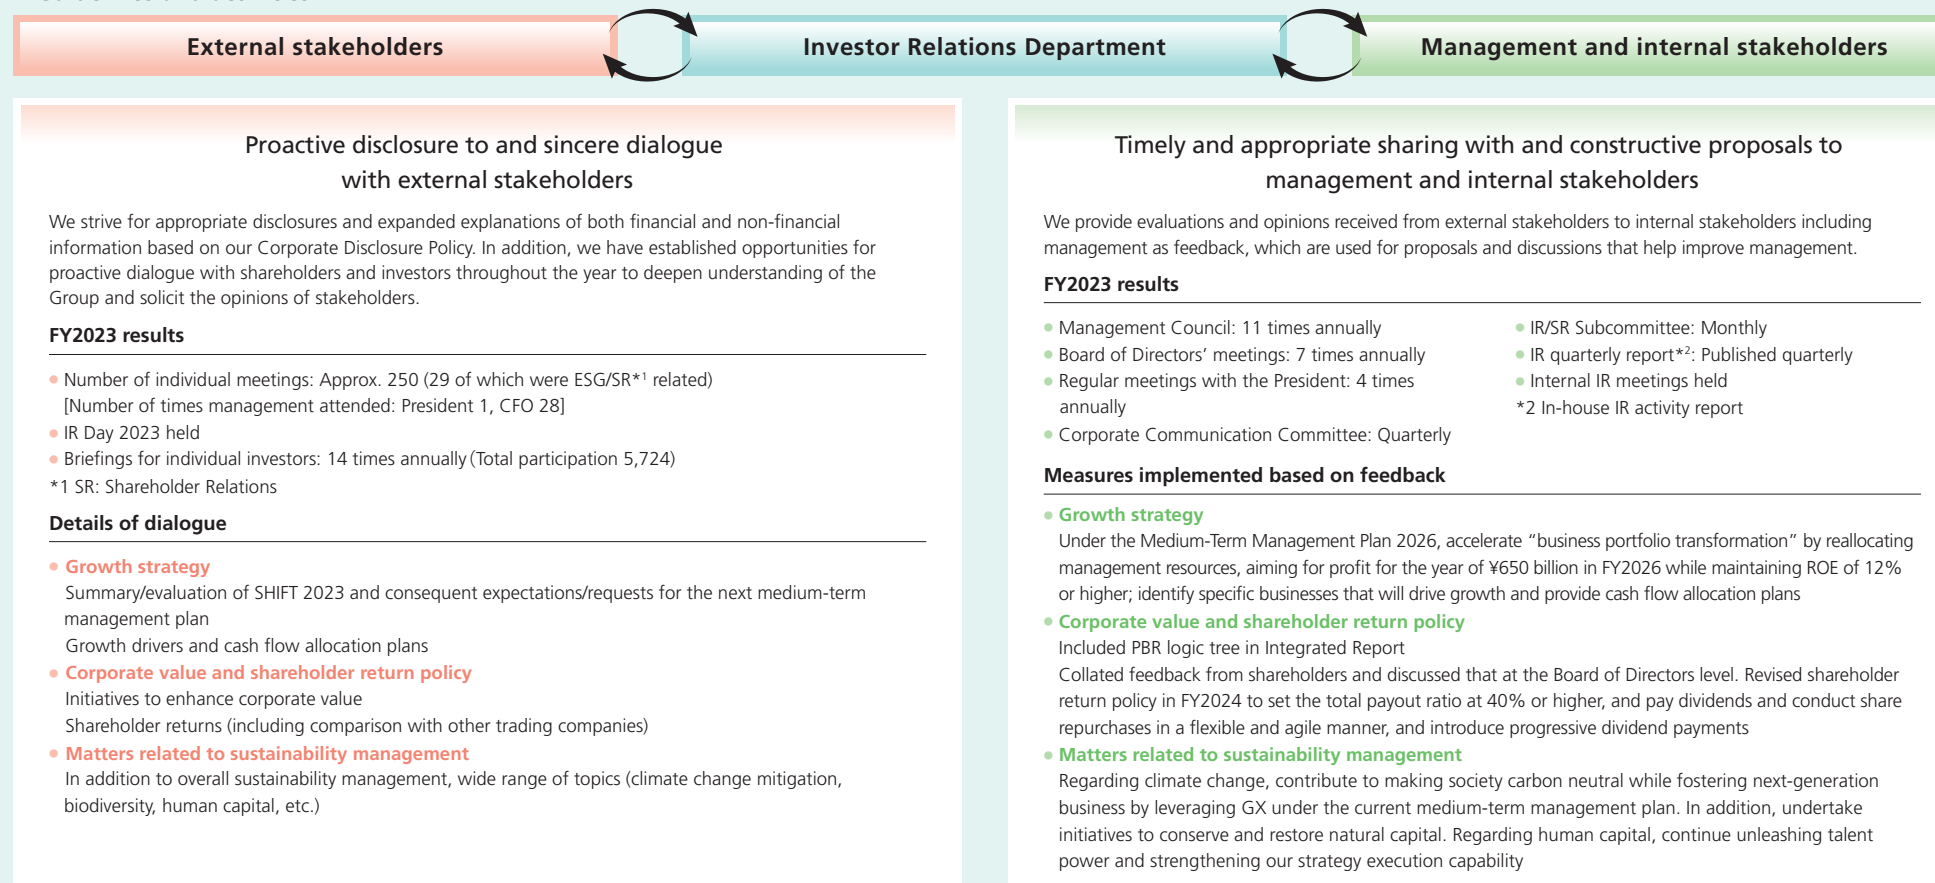 External stakeholders
Investor Relations Department
Management and internal stakeholders
Proactive disclosure to and sincere dialogue
with external stakeholders
We strive for appropriate disclosures and expanded explanations of both financial and non-financial
information based on our Corporate Disclosure Policy. In addition, we have established opportunities for
proactive dialogue with shareholders and investors throughout the year to deepen understanding of the
Group and solicit the opinions of stakeholders.
FY2023 results
● Number of individual meetings: Approx. 250 (29 of which were ESG/SR*1 related)
[Number of times management attended: President 1, CFO 28]
● IR Day 2023 held
● Briefings for individual investors: 14 times annually (Total participation 5,724)
*1 SR: Shareholder Relations
Details of dialogue
● Growth strategy
Summary/evaluation of SHIFT 2023 and consequent expectations/requests for the next medium-term
management plan
Growth drivers and cash flow allocation plans
● Corporate value and shareholder return policy
Initiatives to enhance corporate value
Shareholder returns (including comparison with other trading companies)
● Matters related to sustainability management
In addition to overall sustainability management, wide range of topics (climate change mitigation,
biodiversity, human capital, etc.)
Timely and appropriate sharing with and constructive proposals to
management and internal stakeholders
We provide evaluations and opinions received from external stakeholders to internal stakeholders including
management as feedback, which are used for proposals and discussions that help improve management.
FY2023 results
● Management Council: 11 times annually
● Board of Directors’ meetings: 7 times annually
● Regular meetings with the President: 4 times
annually
● Corporate Communication Committee: Quarterly
● IR/SR Subcommittee: Monthly
● IR quarterly report*2: Published quarterly
● Internal IR meetings held
*2 In-house IR activity report
Measures implemented based on feedback
● Growth strategy
Under the Medium-Term Management Plan 2026, accelerate “business portfolio transformation” by reallocating
management resources, aiming for profit for the year of ¥650 billion in FY2026 while maintaining ROE of 12%
or higher; identify specific businesses that will drive growth and provide cash flow allocation plans
● Corporate value and shareholder return policy
Included PBR logic tree in Integrated Report
Collated feedback from shareholders and discussed that at the Board of Directors level. Revised shareholder
return policy in FY2024 to set the total payout ratio at 40% or higher, and pay dividends and conduct share
repurchases in a flexible and agile manner, and introduce progressive dividend payments
● Matters related to sustainability management
Regarding climate change, contribute to making society carbon neutral while fostering next-generation
business by leveraging GX under the current medium-term management plan. In addition, undertake
initiatives to conserve and restore natural capital. Regarding human capital, continue unleashing talent
power and strengthening our strategy execution capability